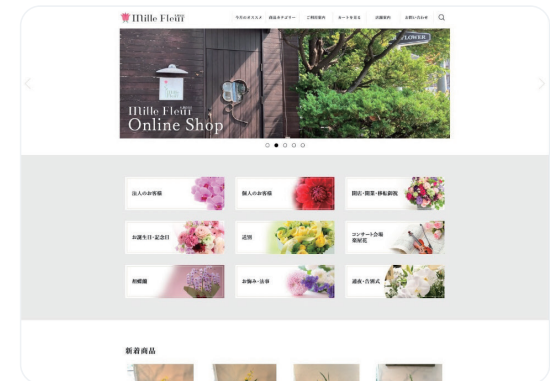 Mille Fleur
今月のオススメ 商品カテゴリー ご利用案内 カートを見る 店舗案内 お問い合わせ
FLOWER
Mille Fleur
Online Shop
法人のお客様
個人のお客様
開店・開業・移転御祝
お誕生日・記念日
送別
コンサート会場
楽屋花
胡蝶蘭
お悔み・法事
通夜・告別式
新着商品